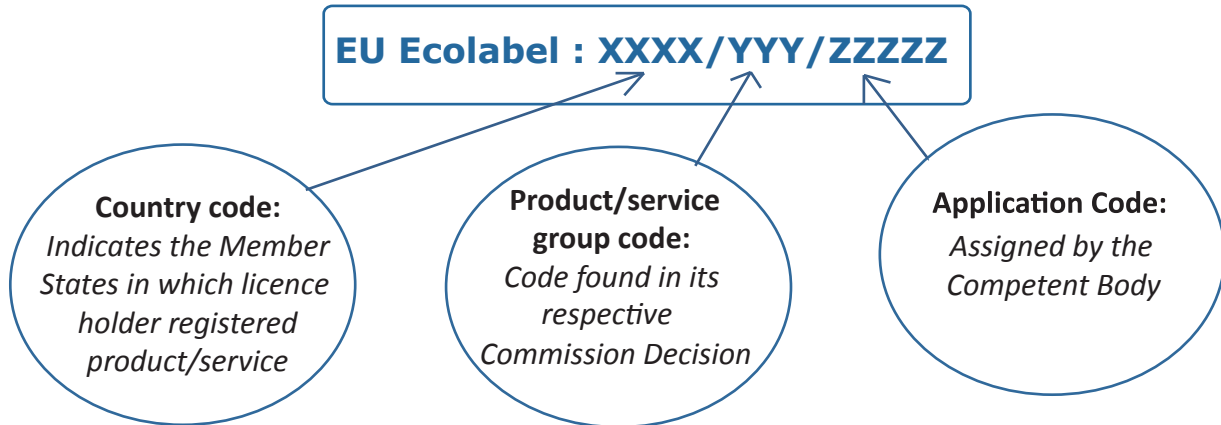 EU Ecolabel : XXXX/YYY/ZZZZZ
Country code:
Indicates the Member
States in which licence
holder registered
product/service
Product/service
group code:
Code found in its
respective
Commission Decision
Application Code:
Assigned by the
Competent Body